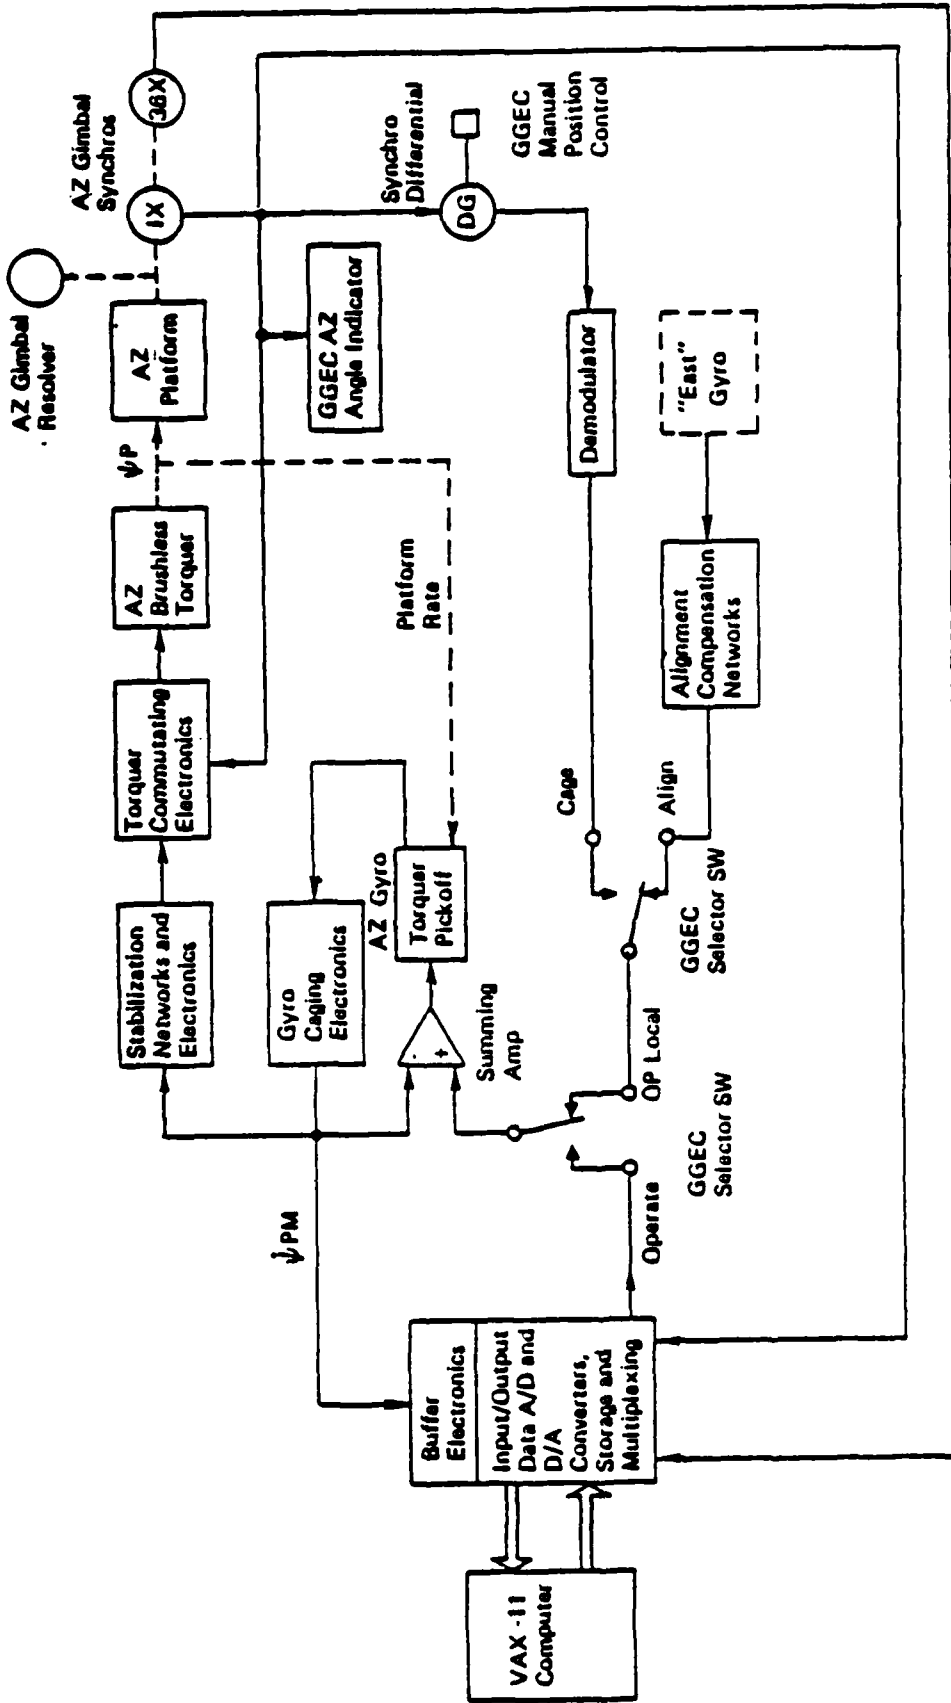 VAX -11
Computer
Buffer
Electronics
Input/Output
Data A/D and
D/A
Converters,
Storage and
Multiplexing
ψ̇PM
Stabilization
Networks and
Electronics
Torquer
Commutating
Electronics
AZ
Brushless
Torquer
ψP
AZ
Platform
AZ Gimbal
Resolver
AZ Gimbal
Synchros
1X
36X
Gyro
Caging
Electronics
AZ Gyro
Torquer
Pickoff
Platform
Rate
GGEC AZ
Angle Indicator
Synchro
Differential
DG
GGEC
Manual
Position
Control
-
+
Summing
Amp
Operate
OP Local
GGEC
Selector SW
Cage
Align
GGEC
Selector SW
Demodulator
Alignment
Compensation
Networks
"East"
Gyro